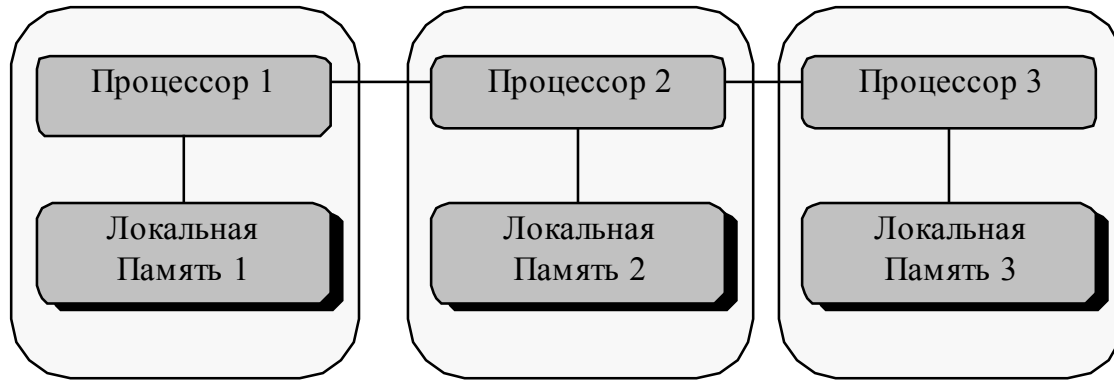 Процессор 1
Процессор 2
Процессор 3
Локальная
Память 1
Локальная
Память 2
Локальная
Память 3